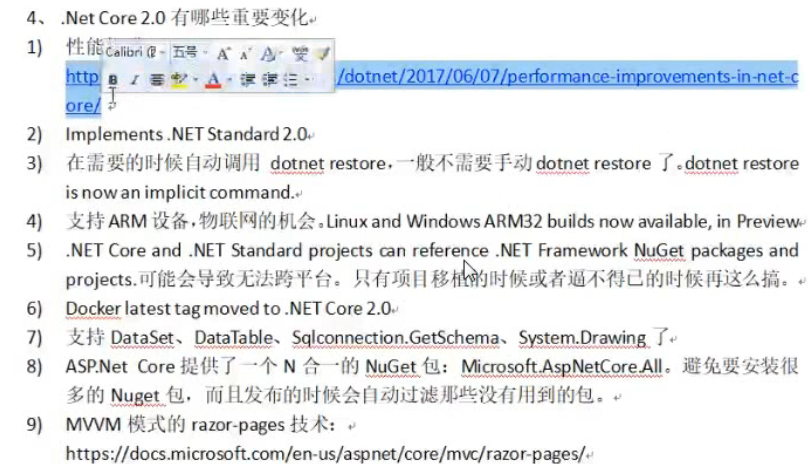 4、 .Net Core 2.0 有哪些重要变化
1) 性能
Calibri 五号
http /dotnet/2017/06/07/performance-improvements-in-net-c
B I A
ore/
2) Implements .NET Standard 2.0
3) 在需要的时候自动调用 dotnet restore，一般不需要手动 dotnet restore 了。dotnet restore
is now an implicit command.
4) 支持 ARM 设备，物联网的机会。Linux and Windows ARM32 builds now available, in Preview
5) .NET Core and .NET Standard projects can reference .NET Framework NuGet packages and
projects.可能会导致无法跨平台。只有项目移植的时候或者逼不得已的时候再这么搞。
6) Docker latest tag moved to .NET Core 2.0
7) 支持 DataSet、DataTable、Sqlconnection.GetSchema、System.Drawing 了
8) ASP.Net Core 提供了一个 N 合一的 NuGet 包：Microsoft.AspNetCore.All。避免要安装很
多的 Nuget 包，而且发布的时候会自动过滤那些没有用到的包。
9) MVVM 模式的 razor-pages 技术：
https://docs.microsoft.com/en-us/aspnet/core/mvc/razor-pages/